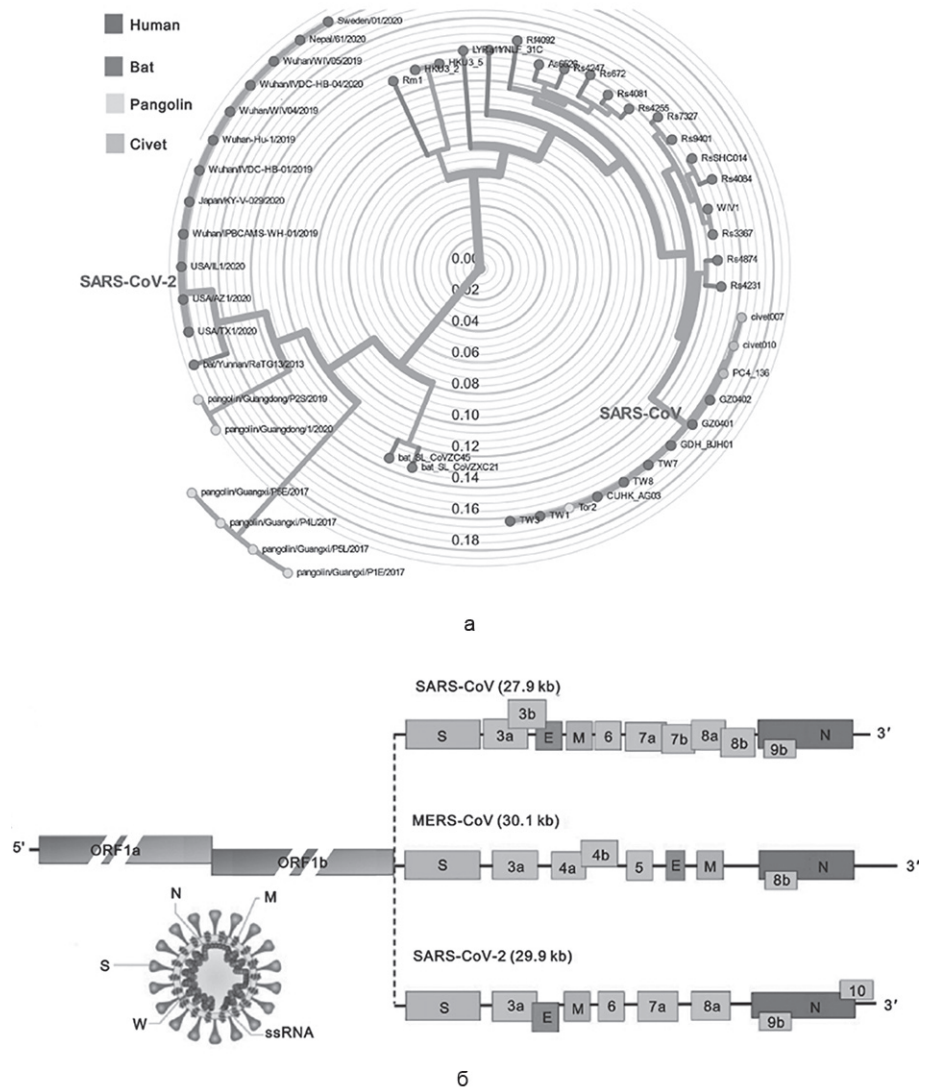 Human
Bat
Pangolin
Civet
Sweden/01/2020
Nepal/61/2020
Wuhan/WIV05/2019
Wuhan/IVDC-HB-04/2020
Wuhan/WIV04/2019
Wuhan-Hu-1/2019
Wuhan/IVDC-HB-01/2019
Japan/KY-V-029/2020
Wuhan/IPBCAMS-WH-01/2019
USA/IL1/2020
SARS-CoV-2
USA/AZ1/2020
USA/TX1/2020
bat/Yunnan/RaTG13/2013
pangolin/Guangdong/P2S/2019
pangolin/Guangdong/1/2020
pangolin/Guangxi/P5E/2017
pangolin/Guangxi/P4L/2017
pangolin/Guangxi/P5L/2017
pangolin/Guangxi/P1E/2017
bat_SL_CoVZC45
bat_SL_CoVZXC21
Rm1
HKU3_2
HKU3_5
Rf4092
Rs4247
Rs672
Rs4081
Rs4255
Rs7327
Rs9401
RsSHC014
Rs4084
WIV1
Rs3367
Rs4874
Rs4231
civet007
civet010
PC4_136
GZ0402
SARS-CoV
GZ0401
GDH_BJH01
TW7
TW8
CUHK_AG03
Tor2
TW1
TW3
0.00
0.02
0.04
0.06
0.08
0.10
0.12
0.14
0.16
0.18
а
SARS-CoV (27.9 kb)
S 3a 3b E M 6 7a 7b 8a 8b 9b N 3'
5' ORF1a ORF1b
MERS-CoV (30.1 kb)
S 3a 4a 4b 5 E M 8b N 3'
SARS-CoV-2 (29.9 kb)
S 3a E M 6 7a 8a 9b N 10 3'
N
M
S
W
ssRNA
б